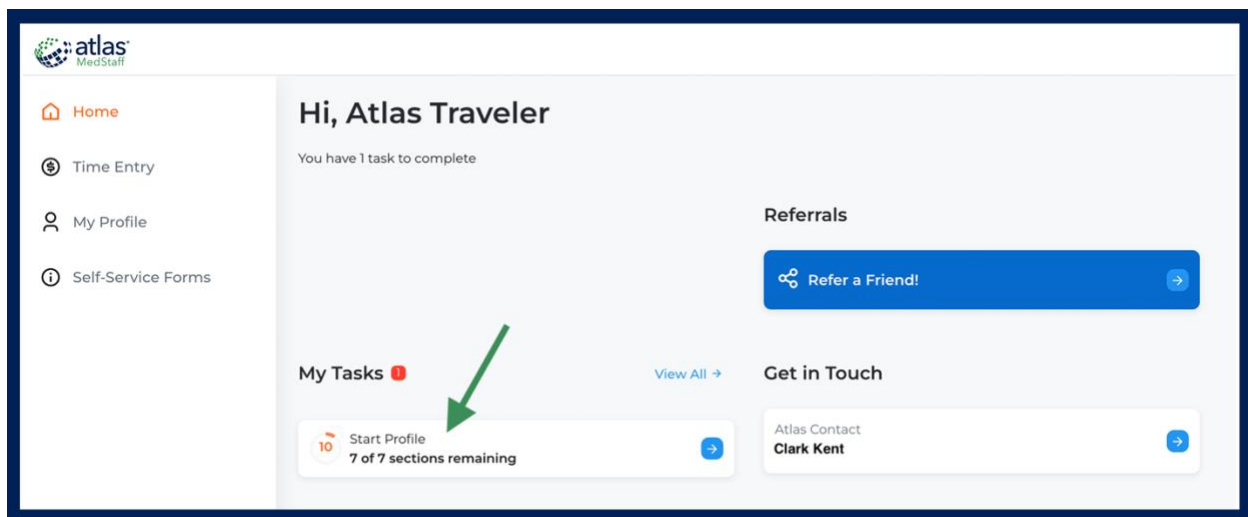 atlas
MedStaff
Home
Time Entry
My Profile
Self-Service Forms
Hi, Atlas Traveler
You have 1 task to complete
Referrals
Refer a Friend!
My Tasks 1
View All →
10
Start Profile
7 of 7 sections remaining
Get in Touch
Atlas Contact
Clark Kent